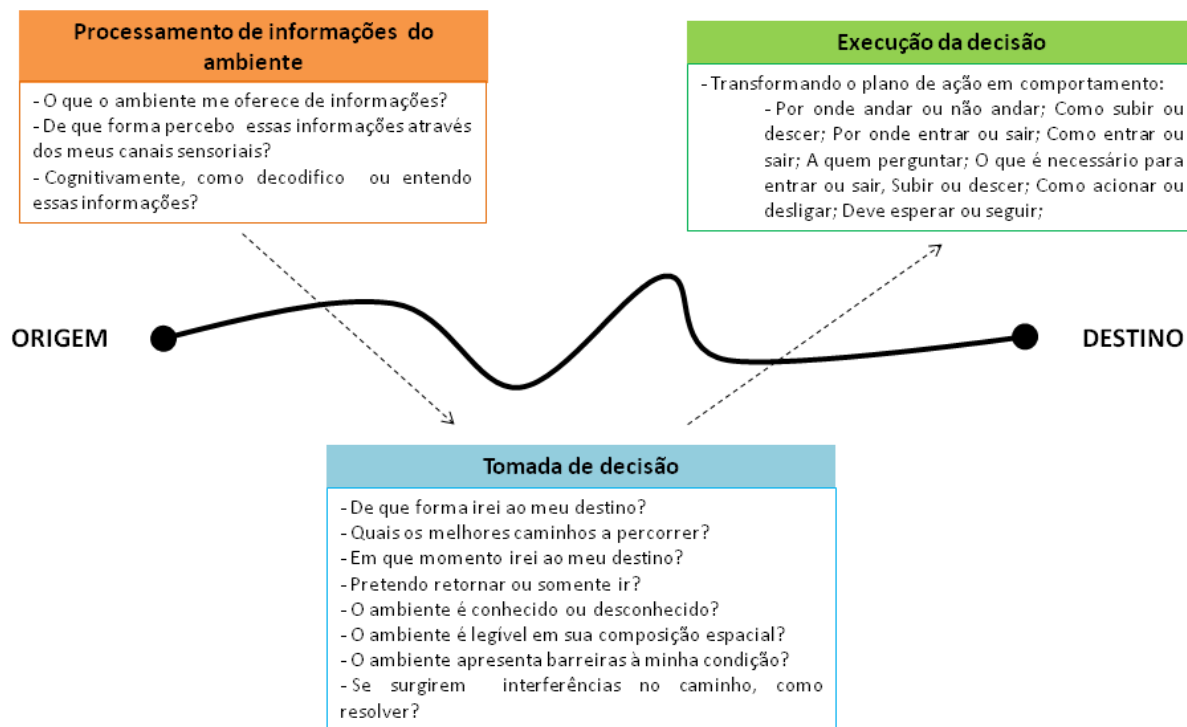 Processamento de informações do
ambiente
- O que o ambiente me oferece de informações?
- De que forma percebo essas informações através
dos meus canais sensoriais?
- Cognitivamente, como decodifico ou entendo
essas informações?
Execução da decisão
- Transformando o plano de ação em comportamento:
- Por onde andar ou não andar; Como subir ou
descer; Por onde entrar ou sair; Como entrar ou
sair; A quem perguntar; O que é necessário para
entrar ou sair, Subir ou descer; Como acionar ou
desligar; Deve esperar ou seguir;
ORIGEM
DESTINO
Tomada de decisão
- De que forma irei ao meu destino?
- Quais os melhores caminhos a percorrer?
- Em que momento irei ao meu destino?
- Pretendo retornar ou somente ir?
- O ambiente é conhecido ou desconhecido?
- O ambiente é legível em sua composição espacial?
- O ambiente apresenta barreiras à minha condição?
- Se surgirem interferências no caminho, como
resolver?